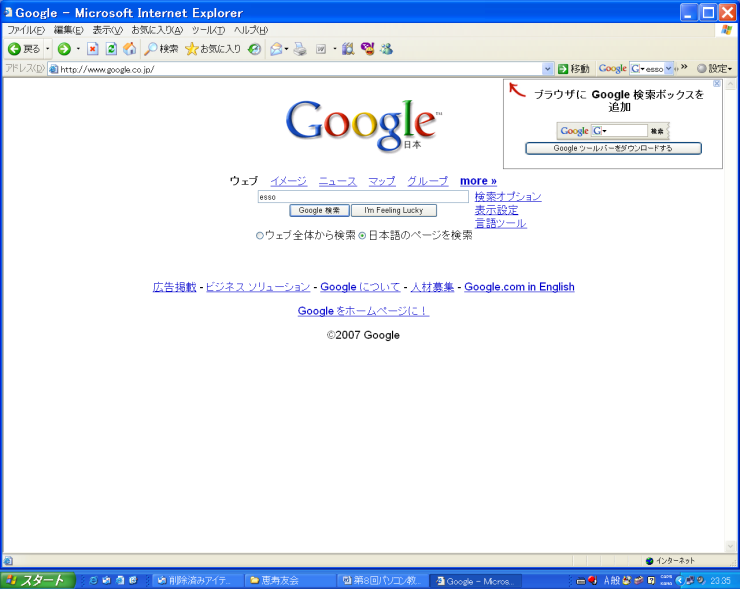 Google - Microsoft Internet Explorer
ファイル(F) 編集(E) 表示(V) お気に入り(A) ツール(T) ヘルプ(H)
戻る 検索 お気に入り
アドレス(D) http://www.google.co.jp/ 移動 Google G esso » 設定
ブラウザに Google 検索ボックスを
追加
Google G 検索
Google ツールバーをダウンロードする
Google™
日本
ウェブ イメージ ニュース マップ グループ more »
esso 検索オプション
Google 検索 I'm Feeling Lucky 表示設定
言語ツール
ウェブ全体から検索 日本語のページを検索
広告掲載 - ビジネス ソリューション - Google について - 人材募集 - Google.com in English
Google をホームページに！
©2007 Google
インターネット
スタート 削除済みアイテ... 恵寿友会 第8回パソコン教... Google - Micros... A般 CAPS KANA 23:35